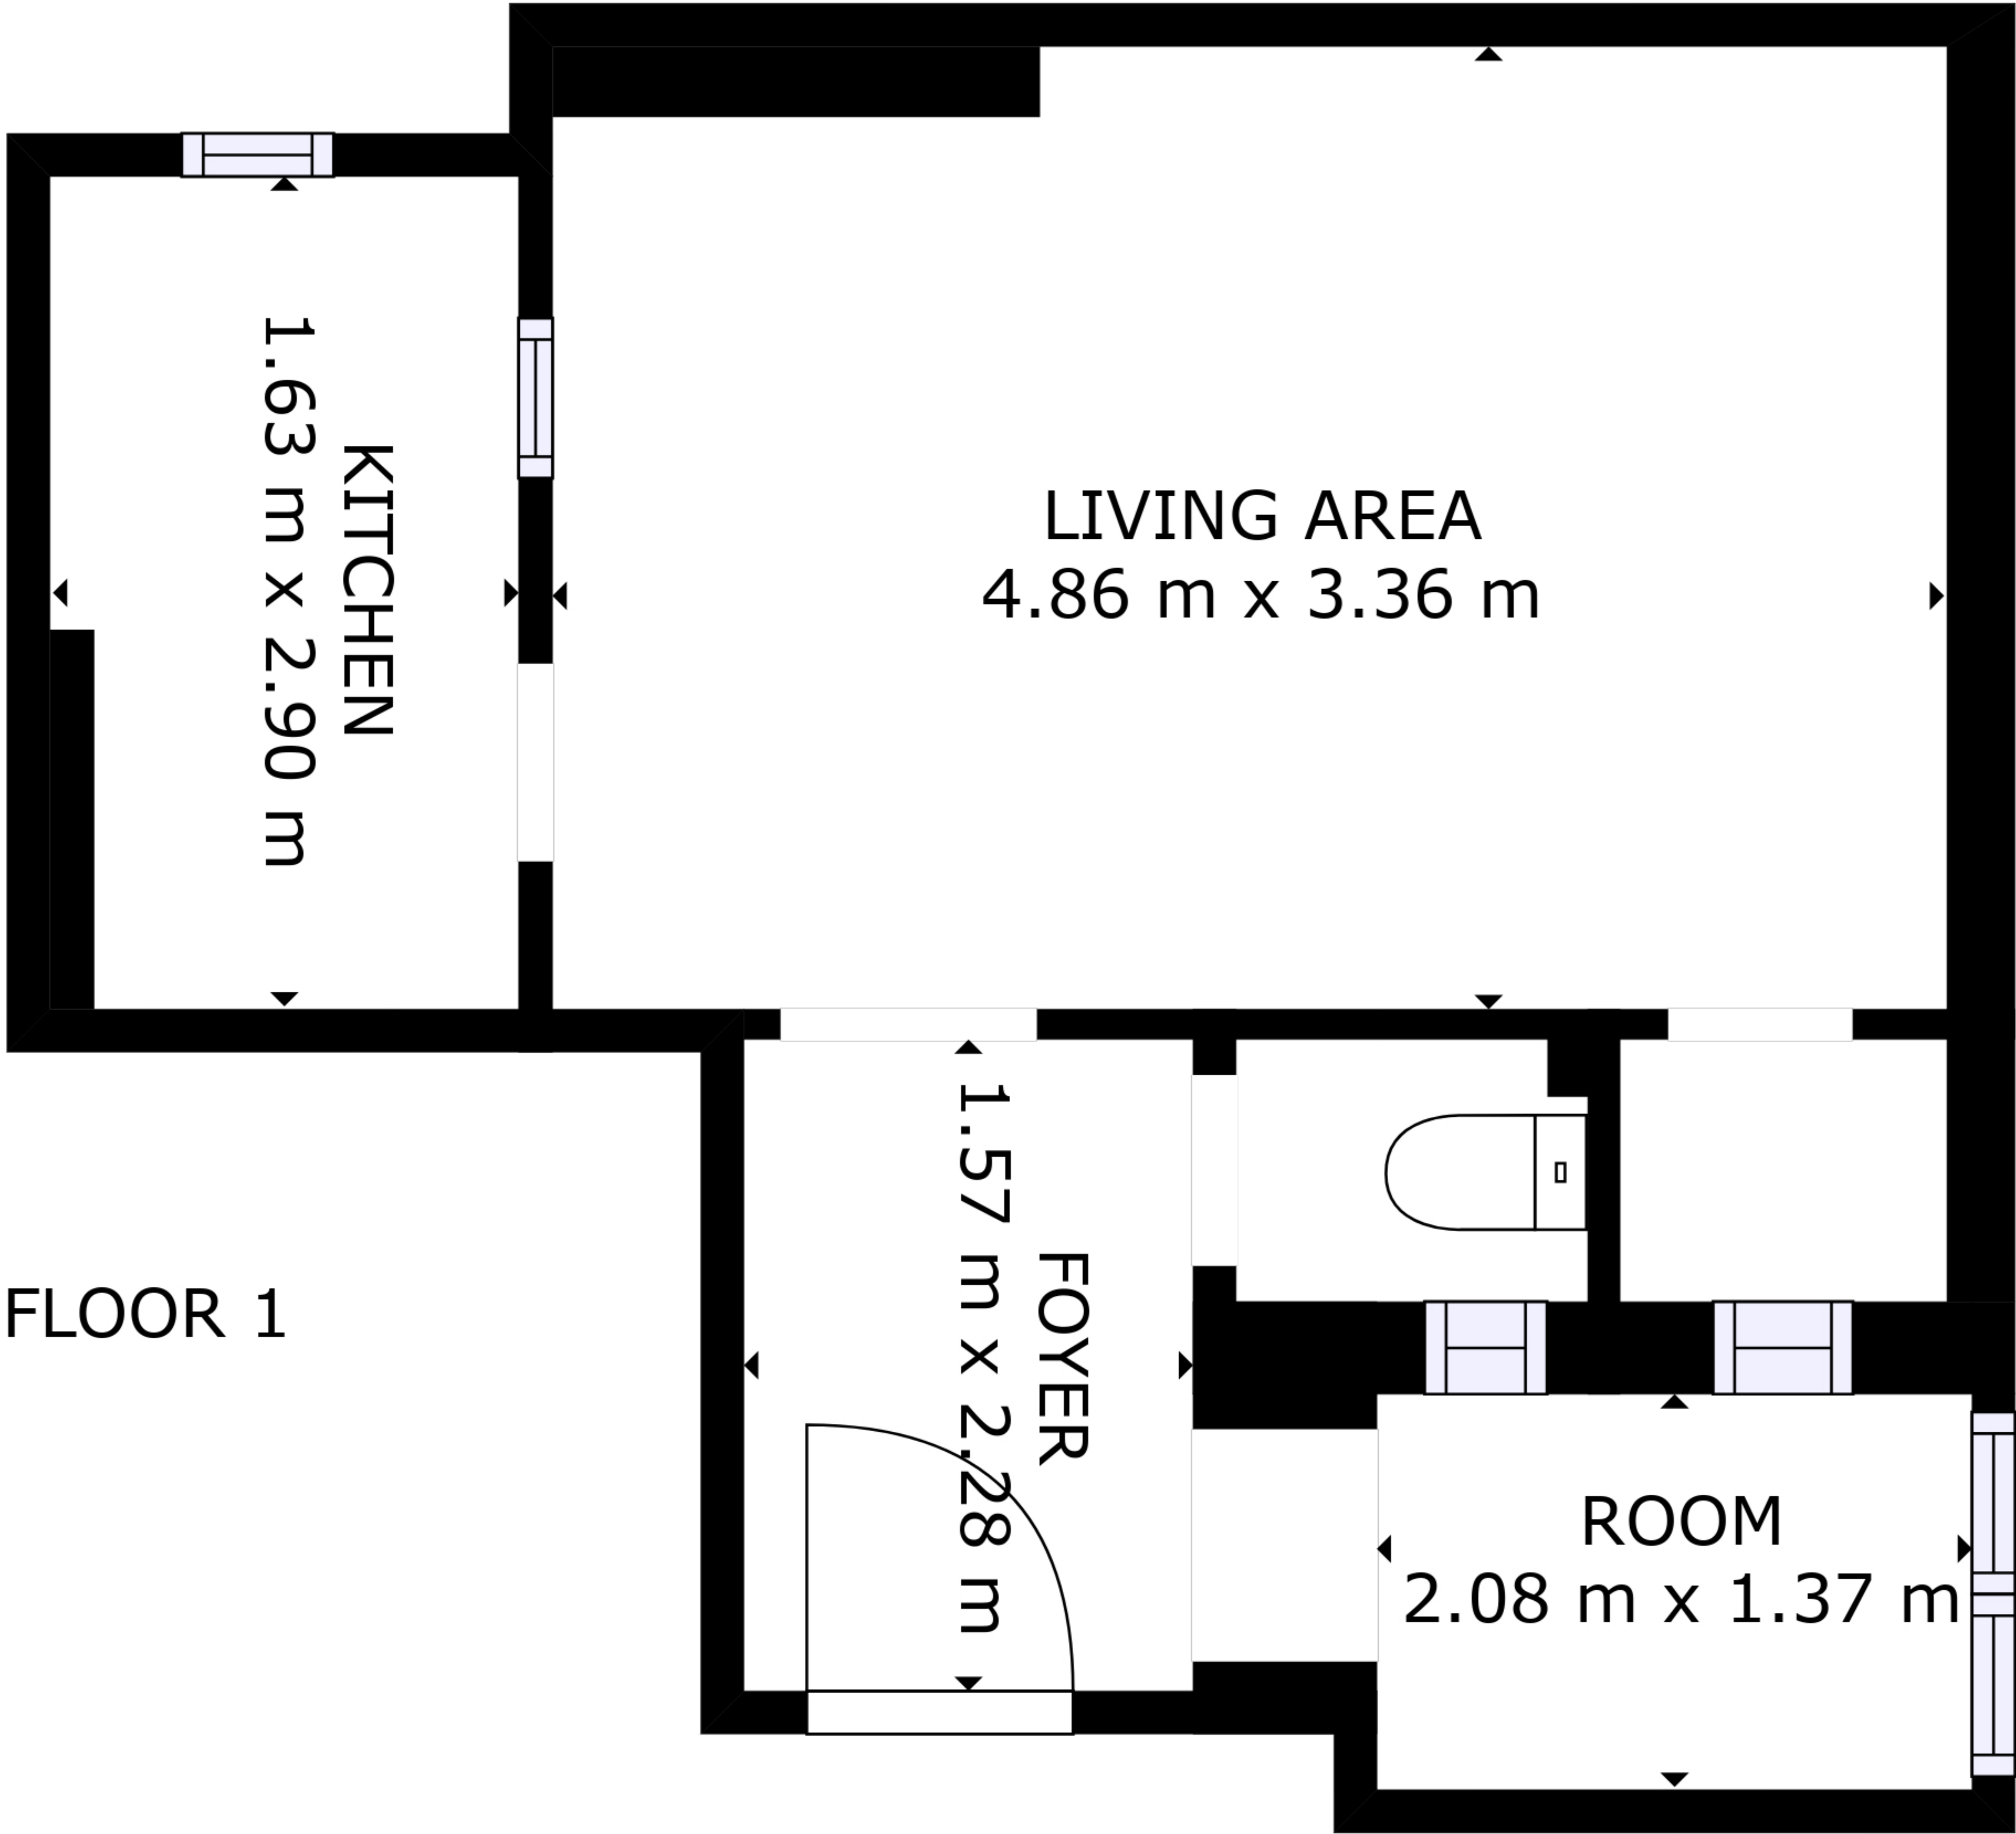 KITCHEN
1.63 m x 2.90 m
LIVING AREA
4.86 m x 3.36 m
FOYER
1.57 m x 2.28 m
FLOOR 1
ROOM
2.08 m x 1.37 m